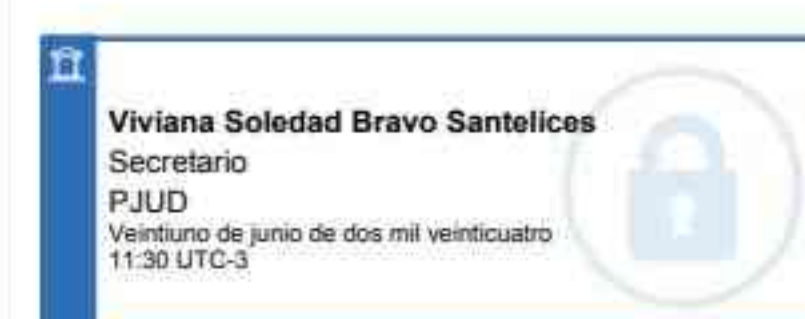 Viviana Soledad Bravo Santelices
Secretario
PJUD
Veintiuno de junio de dos mil veinticuatro
11:30 UTC-3